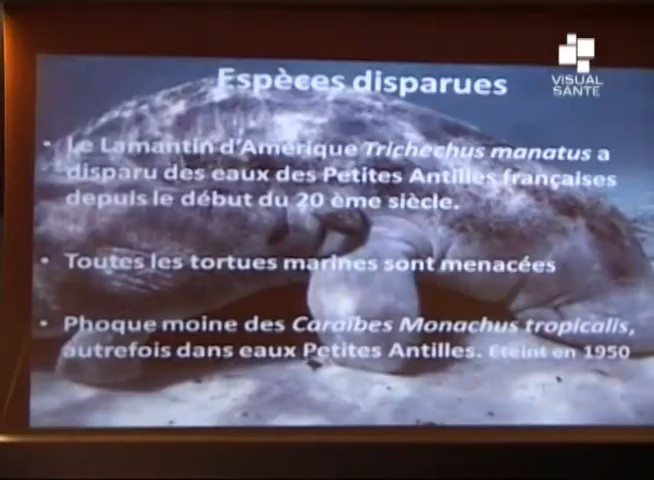 VISUAL
SANTÉ
Espèces disparues
• Le Lamantin d'Amérique Trichechus manatus a
disparu des eaux des Petites Antilles françaises
depuis le début du 20 ème siècle.
• Toutes les tortues marines sont menacées
• Phoque moine des Caraïbes Monachus tropicalis,
autrefois dans eaux Petites Antilles. Eteint en 1950